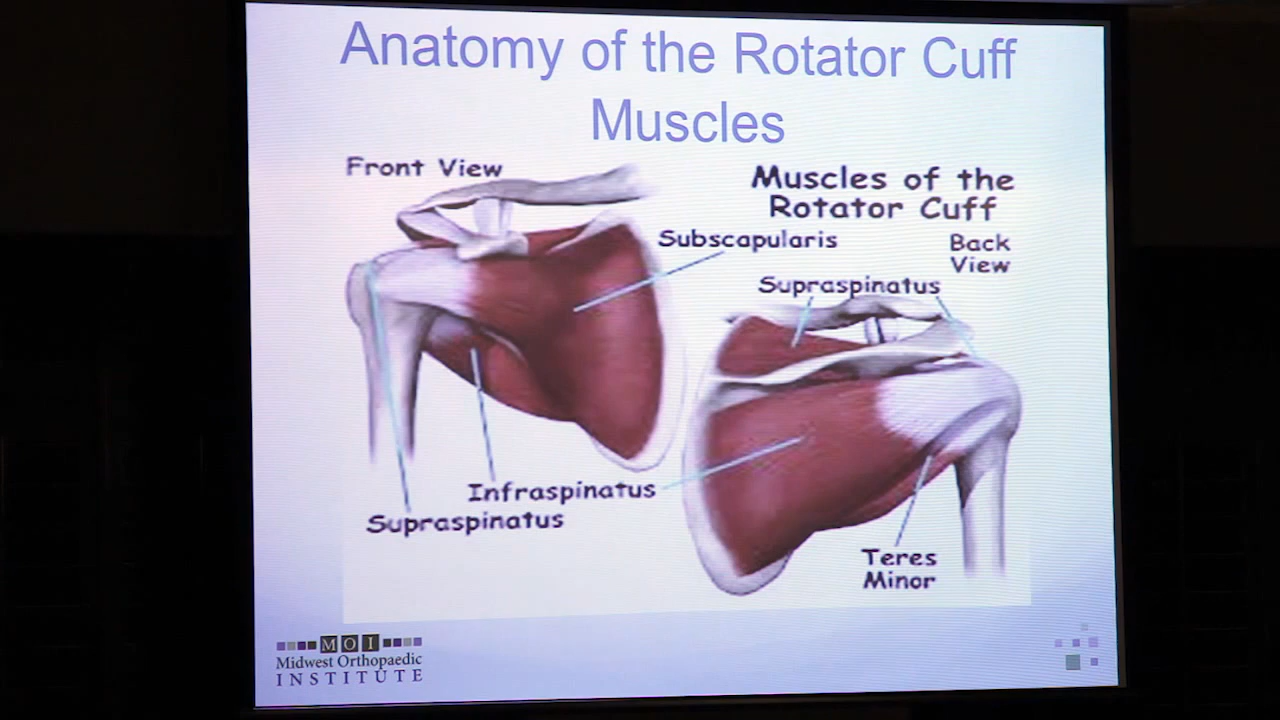 Anatomy of the Rotator Cuff
Muscles
Front View
Muscles of the
Rotator Cuff
Subscapularis
Back
View
Supraspinatus
Infraspinatus
Supraspinatus
Teres
Minor
M O I
Midwest Orthopaedic
INSTITUTE